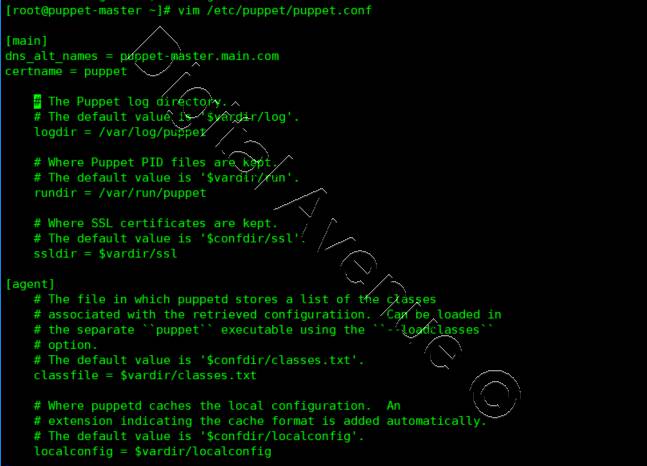 [root@puppet-master ~]# vim /etc/puppet/puppet.conf
[main]
dns_alt_names = puppet-master.main.com
certname = puppet
# The Puppet log directory.
# The default value is '$vardir/log'.
logdir = /var/log/puppet
# Where Puppet PID files are kept.
# The default value is '$vardir/run'.
rundir = /var/run/puppet
# Where SSL certificates are kept.
# The default value is '$confdir/ssl'.
ssldir = $vardir/ssl
[agent]
# The file in which puppetd stores a list of the classes
# associated with the retrieved configuratiion.  Can be loaded in
# the separate ``puppet`` executable using the ``--loadclasses``
# option.
# The default value is '$confdir/classes.txt'.
classfile = $vardir/classes.txt
# Where puppetd caches the local configuration.  An
# extension indicating the cache format is added automatically.
# The default value is '$confdir/localconfig'.
localconfig = $vardir/localconfig
Digital Avenue ©